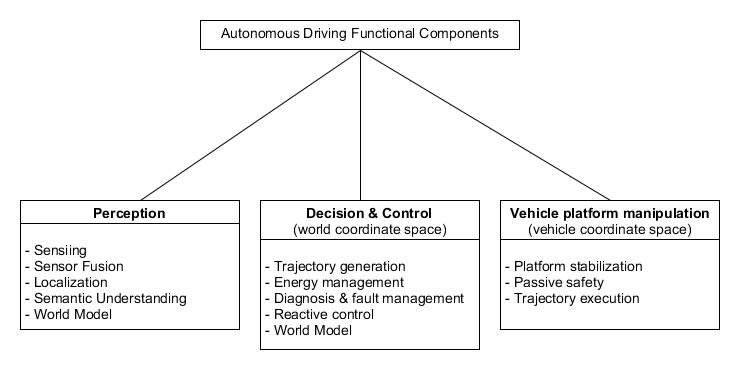 Autonomous Driving Functional Components
Perception
- Sensiing
- Sensor Fusion
- Localization
- Semantic Understanding
- World Model
Decision & Control
(world coordinate space)
- Trajectory generation
- Energy management
- Diagnosis & fault management
- Reactive control
- World Model
Vehicle platform manipulation
(vehicle coordinate space)
- Platform stabilization
- Passive safety
- Trajectory execution